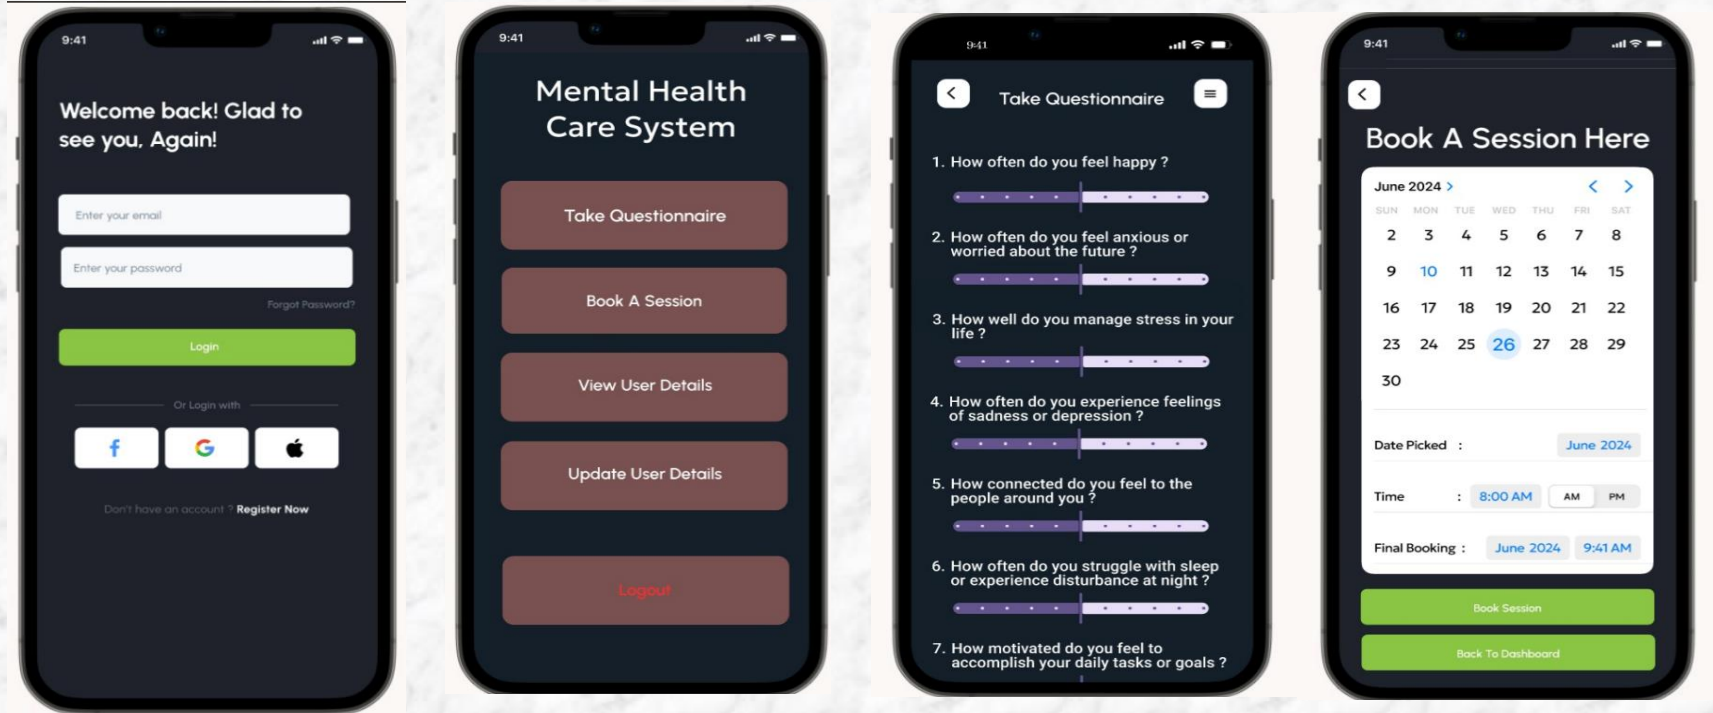 9:41
Welcome back! Glad to
see you, Again!
Enter your email
Enter your password
Forgot Password?
Login
Or Login with
Don't have an account ? Register Now
9:41
Mental Health
Care System
Take Questionnaire
Book A Session
View User Details
Update User Details
Logout
9:41
Take Questionnaire
1. How often do you feel happy ?
2. How often do you feel anxious or
worried about the future ?
3. How well do you manage stress in your
life ?
4. How often do you experience feelings
of sadness or depression ?
5. How connected do you feel to the
people around you ?
6. How often do you struggle with sleep
or experience disturbance at night ?
7. How motivated do you feel to
accomplish your daily tasks or goals ?
9:41
Book A Session Here
June 2024
SUN MON TUE WED THU FRI SAT
2 3 4 5 6 7 8
9 10 11 12 13 14 15
16 17 18 19 20 21 22
23 24 25 26 27 28 29
30
Date Picked : June 2024
Time : 8:00 AM AM PM
Final Booking : June 2024 9:41 AM
Book Session
Back To Dashboard